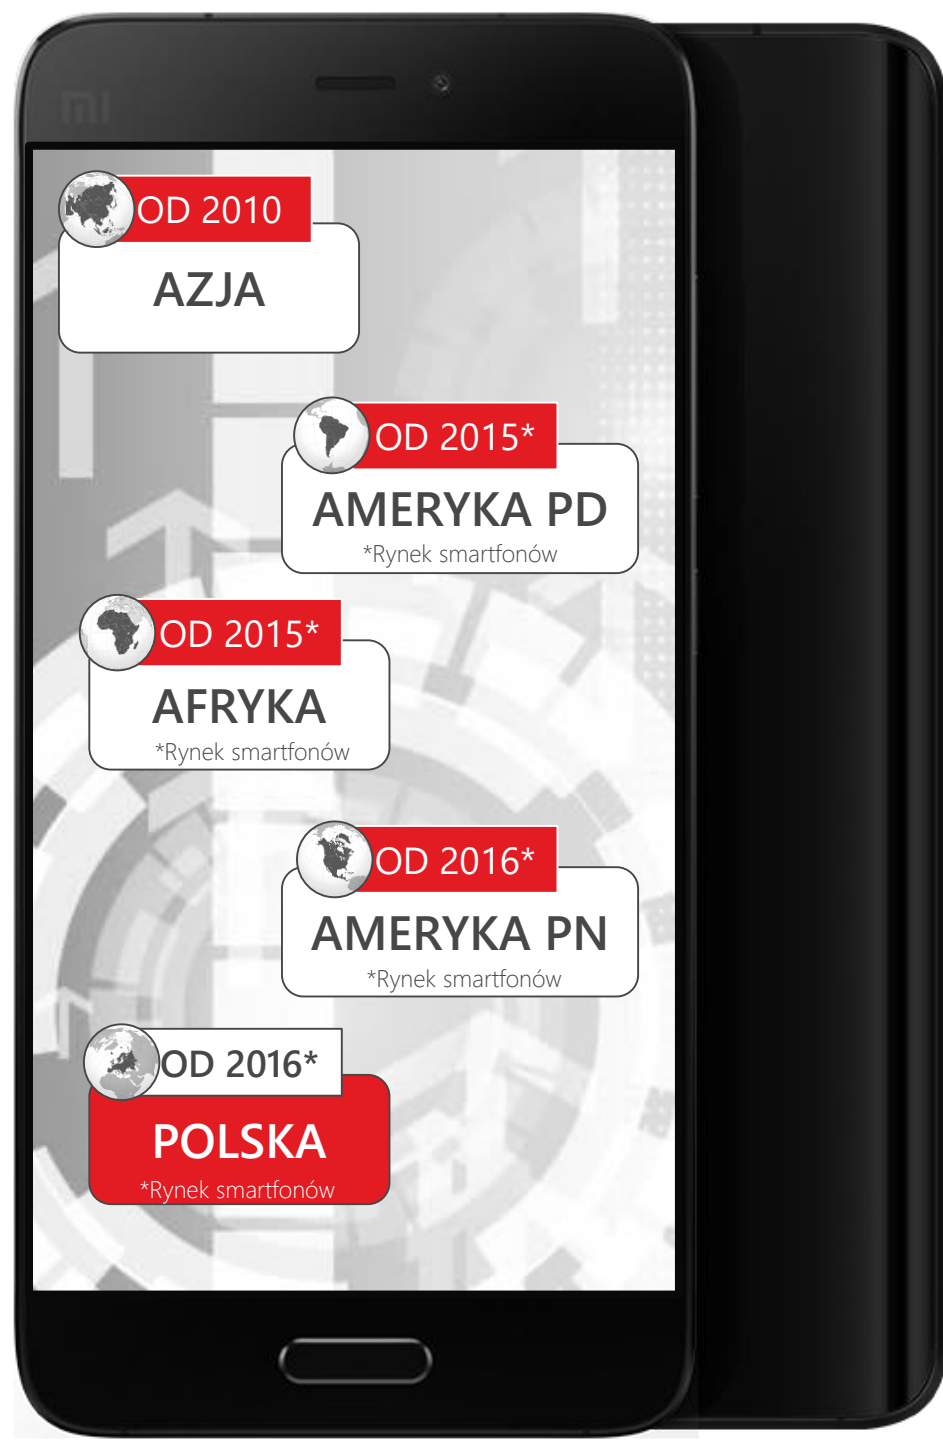 mi
OD 2010
AZJA
OD 2015*
AMERYKA PD
*Rynek smartfonów
OD 2015*
AFRYKA
*Rynek smartfonów
OD 2016*
AMERYKA PN
*Rynek smartfonów
OD 2016*
POLSKA
*Rynek smartfonów